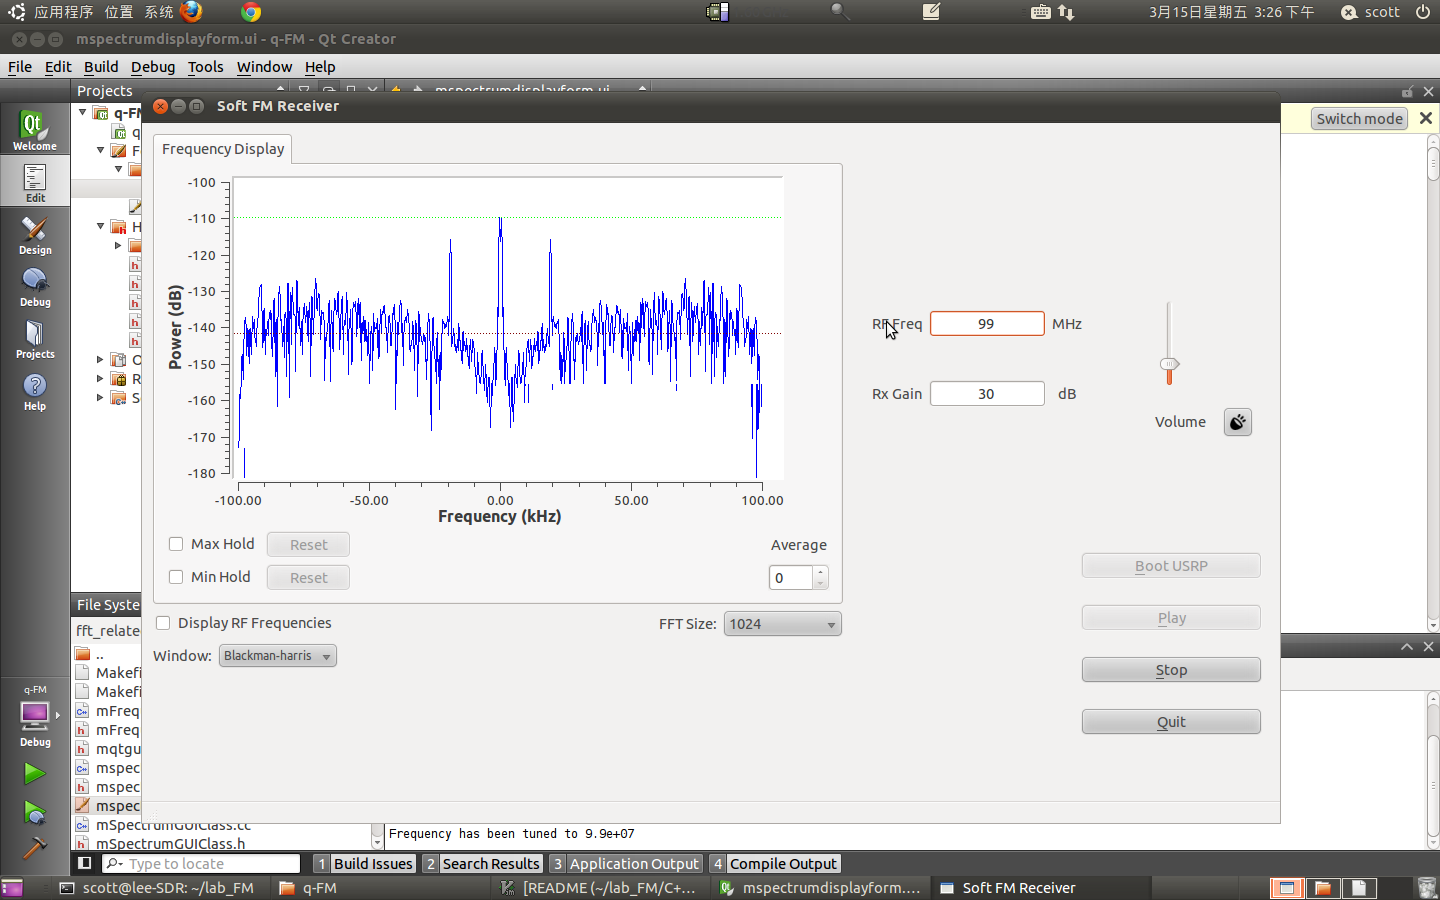 应用程序 位置 系统
3月15日星期五 3:26 下午
scott
mspectrumdisplayform.ui - q-FM - Qt Creator
File Edit Build Debug Tools Window Help
Projects
mspectrumdisplayform.ui
Soft FM Receiver
Switch mode
Welcome
Edit
Design
Debug
Projects
Help
Frequency Display
-100
-110
-120
-130
-140
-150
-160
-170
-180
Power (dB)
-100.00 -50.00 0.00 50.00 100.00
Frequency (kHz)
Max Hold Reset
Min Hold Reset
Average
0
Display RF Frequencies
FFT Size: 1024
Window: Blackman-harris
RF Freq 99 MHz
Rx Gain 30 dB
Volume
Boot USRP
Play
Stop
Quit
File Syste
fft_relate
..
Makefi
Makefi
mFreq
mFreq
mqtgu
mspec
mspec
mspec
mSpectrumGUIClass.cc
mSpectrumGUIClass.h
q-FM
Debug
Frequency has been tuned to 9.9e+07
Type to locate
1 Build Issues 2 Search Results 3 Application Output 4 Compile Output
scott@lee-SDR: ~/lab_FM
q-FM
[README (~/lab_FM/C+...
mspectrumdisplayform....
Soft FM Receiver